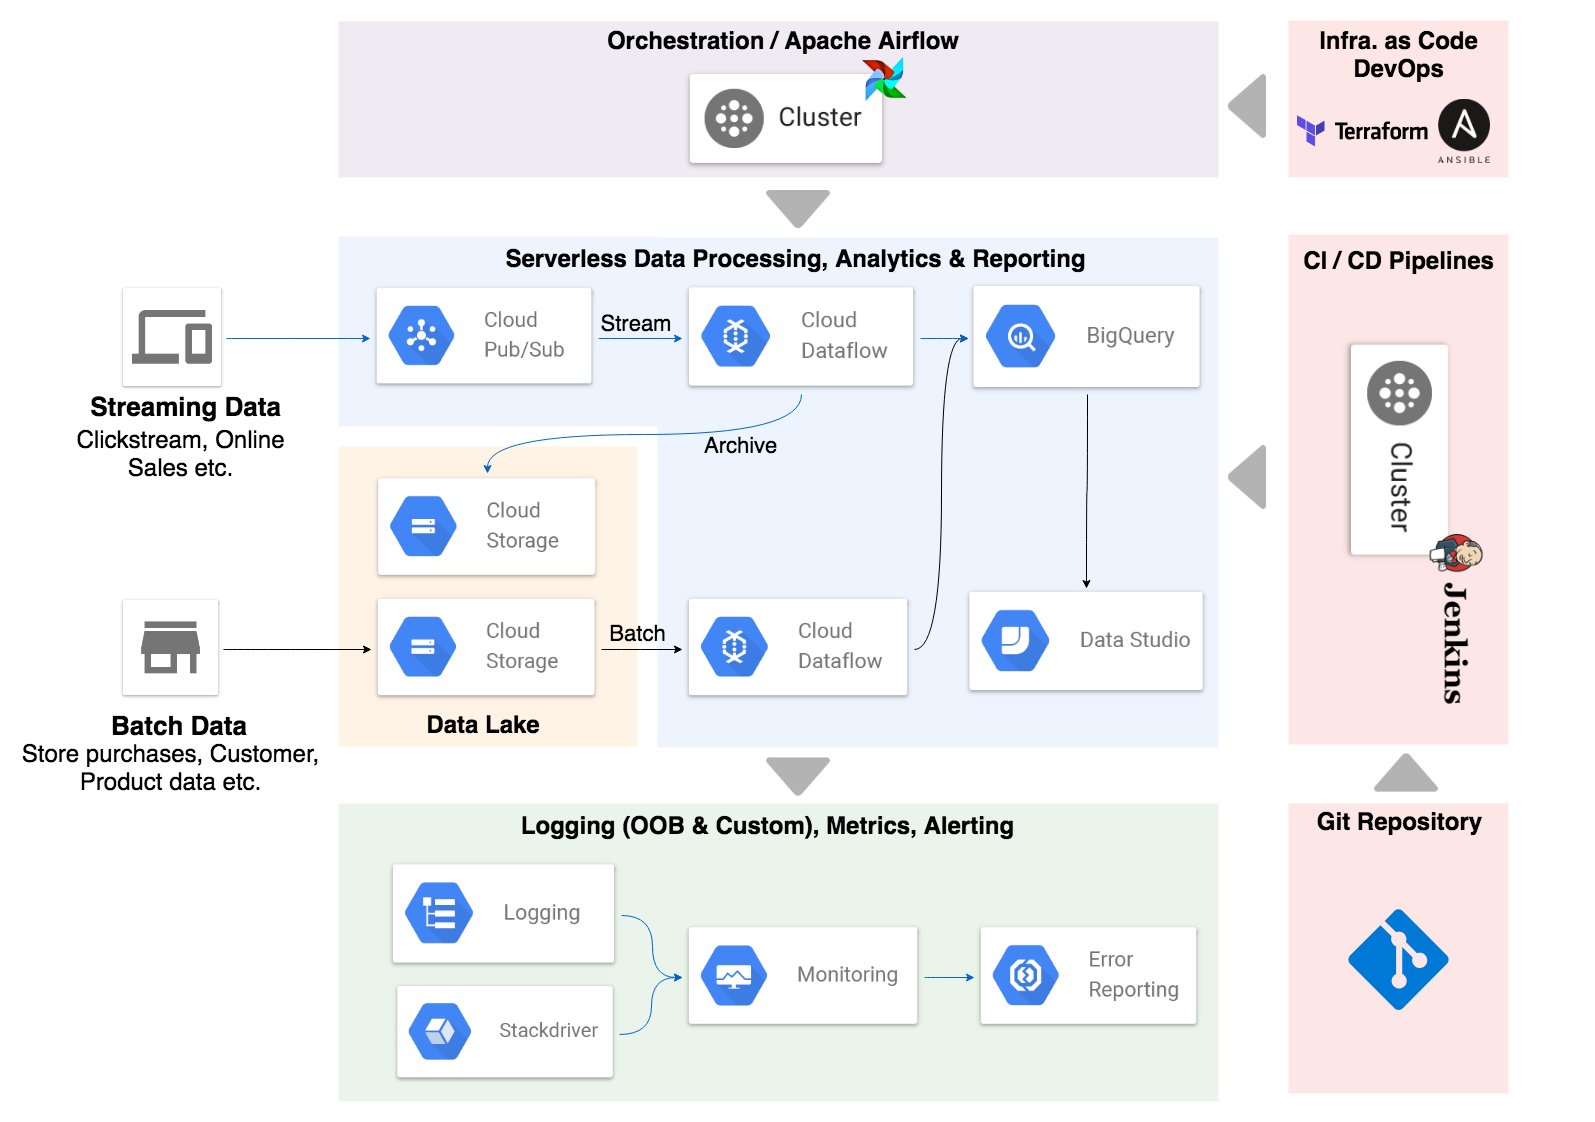 Orchestration / Apache Airflow
Cluster
Infra. as Code
DevOps
Terraform
A
ANSIBLE
Serverless Data Processing, Analytics & Reporting
Cloud
Pub/Sub
Stream
Cloud
Dataflow
BigQuery
Streaming Data
Clickstream, Online
Sales etc.
Archive
Cloud
Storage
Cloud
Storage
Batch
Cloud
Dataflow
Data Studio
Data Lake
Batch Data
Store purchases, Customer,
Product data etc.
CI / CD Pipelines
Cluster
Jenkins
Logging (OOB & Custom), Metrics, Alerting
Logging
Stackdriver
Monitoring
Error
Reporting
Git Repository